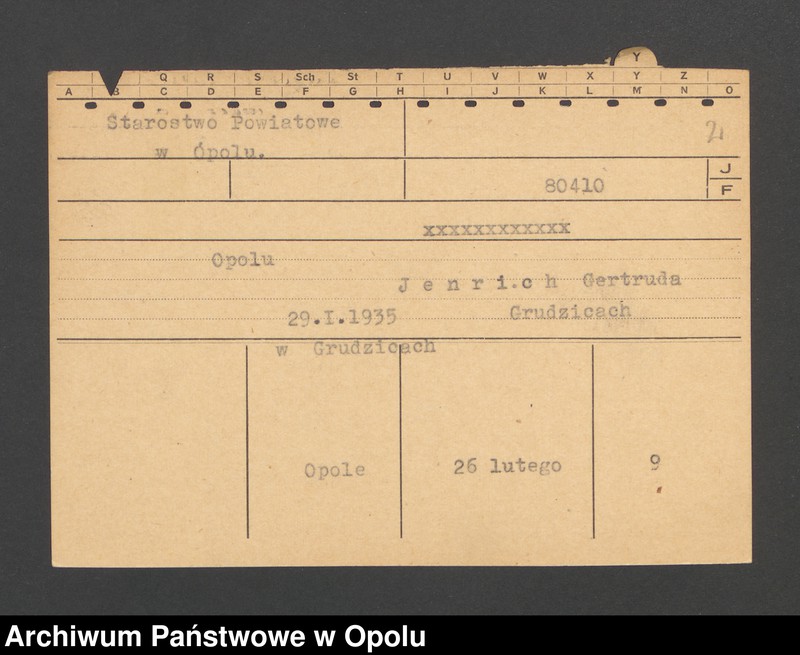 Y
Q R S Sch St T U V W X Y Z
A B C D E F G H I J K L M N O
Starostwo Powiatowe
w Opolu.
2
80410
J
F
xxxxxxxxxxxx
Opolu
J e n r i.c h Gertruda
29.I.1935 Grudzicach
w Grudzicach
Opole 26 lutego 9
Archiwum Państwowe w Opolu